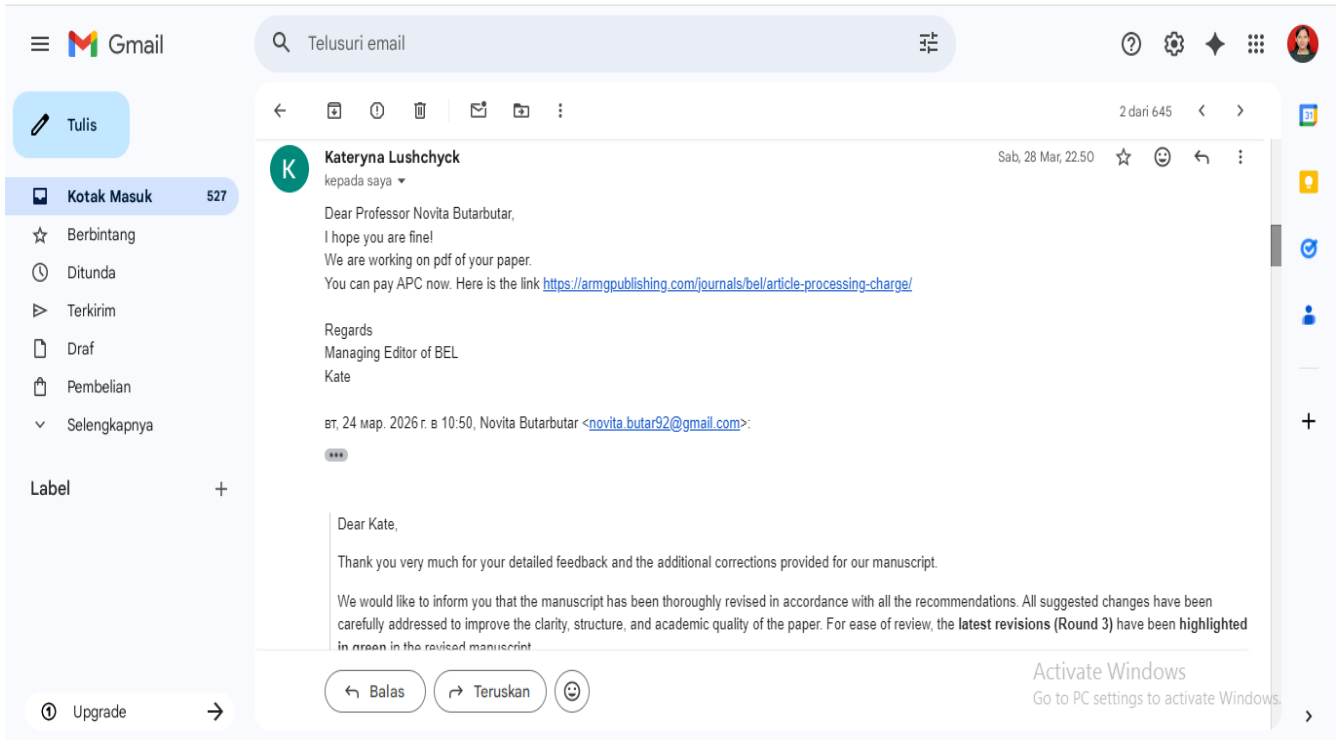 Gmail
Telusuri email
Tulis
2 dari 645
31
Kotak Masuk 527
Berbintang
Ditunda
Terkirim
Draf
Pembelian
Selengkapnya
Label
Upgrade
K
Kateryna Lushchyck
Sab, 28 Mar, 22.50
kepada saya
Dear Professor Novita Butarbutar,
I hope you are fine!
We are working on pdf of your paper.
You can pay APC now. Here is the link https://armgpublishing.com/journals/bel/article-processing-charge/
Regards
Managing Editor of BEL
Kate
вт, 24 мар. 2026 г. в 10:50, Novita Butarbutar <novita.butar92@gmail.com>:
Dear Kate,
Thank you very much for your detailed feedback and the additional corrections provided for our manuscript.
We would like to inform you that the manuscript has been thoroughly revised in accordance with all the recommendations. All suggested changes have been
carefully addressed to improve the clarity, structure, and academic quality of the paper. For ease of review, the latest revisions (Round 3) have been highlighted
in green in the revised manuscript
Balas
Teruskan
Activate Windows
Go to PC settings to activate Windows.